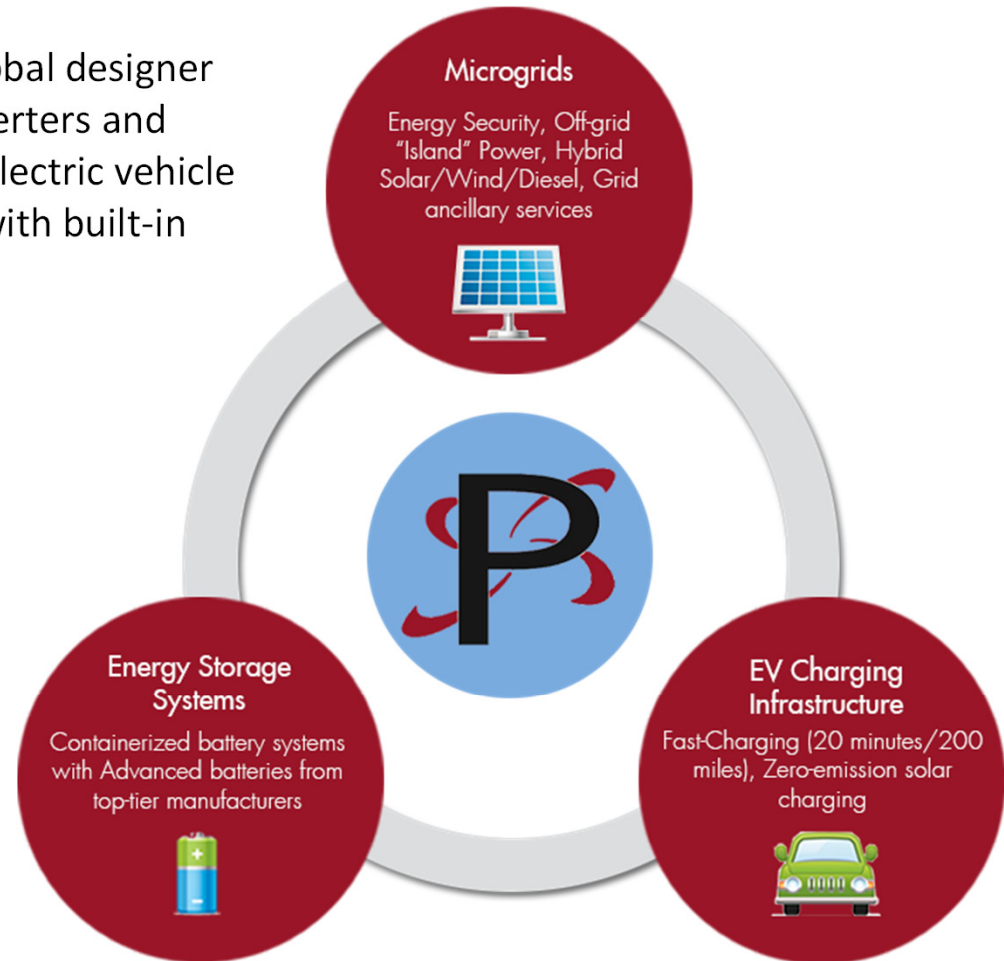 obal designer
erters and
lectric vehicle
with built-in
Microgrids
Energy Security, Off-grid
"Island" Power, Hybrid
Solar/Wind/Diesel, Grid
ancillary services
P
Energy Storage
Systems
Containerized battery systems
with Advanced batteries from
top-tier manufacturers
EV Charging
Infrastructure
Fast-Charging (20 minutes/200
miles), Zero-emission solar
charging